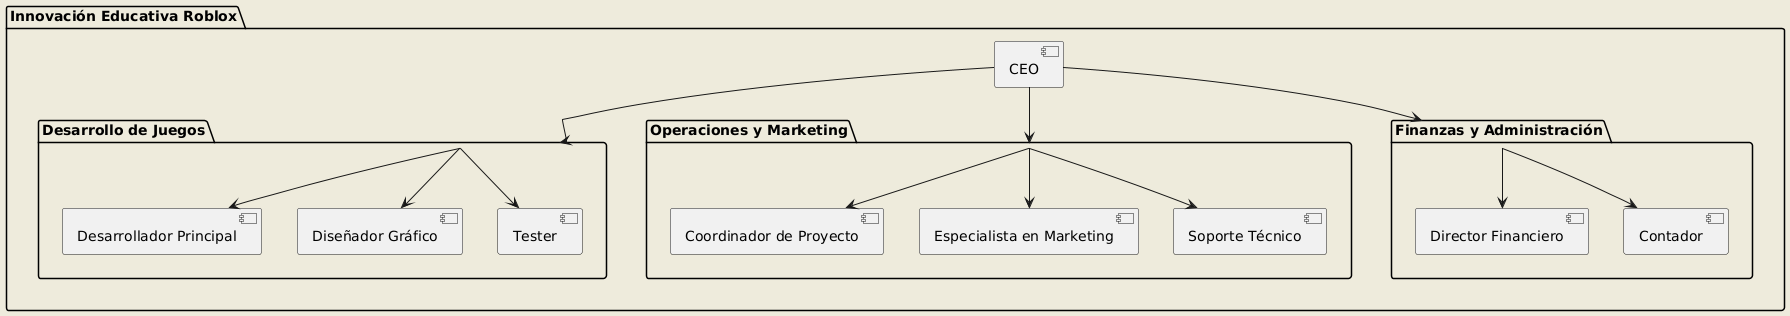 Innovación Educativa Roblox
CEO
Desarrollo de Juegos
Operaciones y Marketing
Finanzas y Administración
Desarrollador Principal
Diseñador Gráfico
Tester
Coordinador de Proyecto
Especialista en Marketing
Soporte Técnico
Director Financiero
Contador